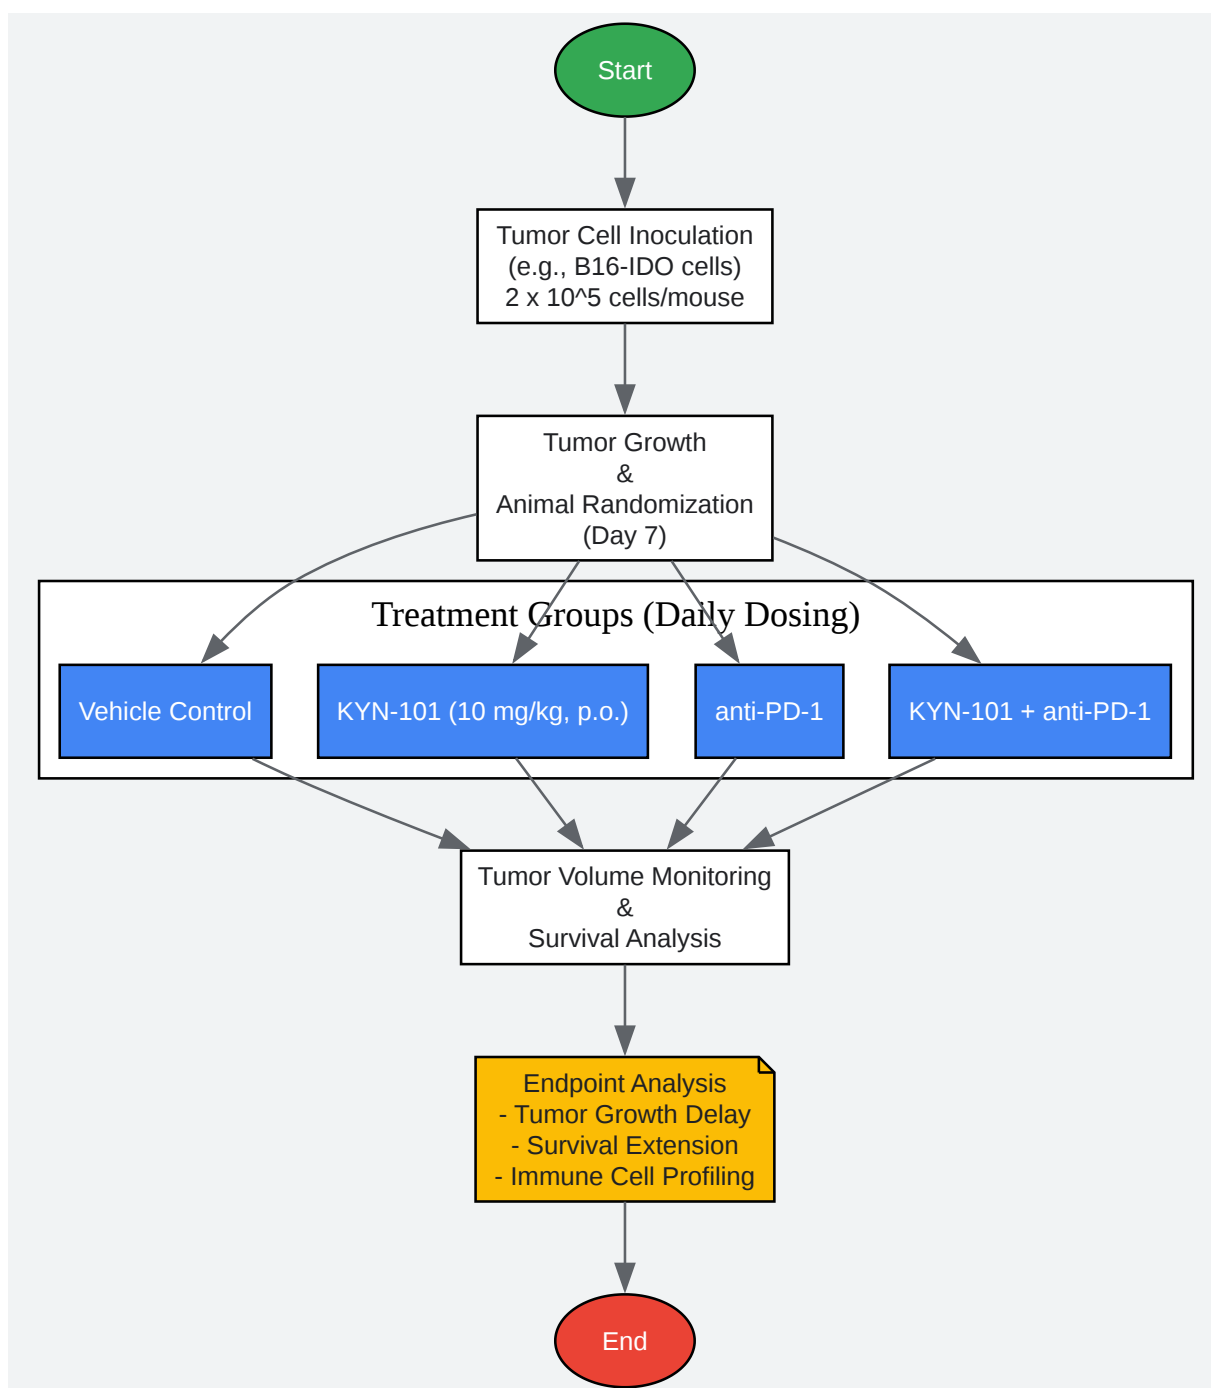 Start
Tumor Cell Inoculation
(e.g., B16-IDO cells)
2 x 10^5 cells/mouse
Tumor Growth
&
Animal Randomization
(Day 7)
Treatment Groups (Daily Dosing)
Vehicle Control
KYN-101 (10 mg/kg, p.o.)
anti-PD-1
KYN-101 + anti-PD-1
Tumor Volume Monitoring
&
Survival Analysis
Endpoint Analysis
- Tumor Growth Delay
- Survival Extension
- Immune Cell Profiling
End